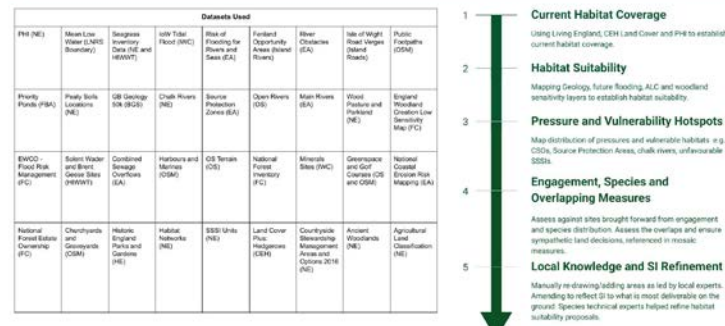 Datasets Used
PHI (NE)
Mean Low
Water (LNRS
Boundary)
Seagrass
Inventory
Data (NE and
HIWWT)
IoW Tidal
Flood (IWC)
Risk of
Flooding for
Rivers and
Seas (EA)
Fenland
Opportunity
Areas (Island
Rivers)
River
Obstacles
(EA)
Isle of Wight
Road Verges
(Island
Roads)
Public
Footpaths
(OSM)
Priority
Ponds (FBA)
Peaty Soils
Locations
(NE)
GB Geology
50k (BGS)
Chalk Rivers
(NE)
Source
Protection
Zones (EA)
Open Rivers
(OS)
Main Rivers
(EA)
Wood
Pasture and
Parkland
(NE)
England
Woodland
Creation Low
Sensitivity
Map (FC)
EWCO -
Flood Risk
Management
(FC)
Solent Wader
and Brent
Geese Sites
(HIWWT)
Combined
Sewage
Overflows
(EA)
Harbours and
Marinas
(OSM)
OS Terrain
(OS)
National
Forest
Inventory
(FC)
Minerals
Sites (IWC)
Greenspace
and Golf
Courses (OS
and OSM)
National
Coastal
Erosion Risk
Mapping (EA)
National
Forest Estate
Ownership
(FC)
Churchyards
and
Graveyards
(OSM)
Historic
England
Parks and
Gardens
(HE)
Habitat
Networks
(NE)
SSSI Units
(NE)
Land Cover
Plus:
Hedgerows
(CEH)
Countryside
Stewardship
Management
Areas and
Options 2016
(NE)
Ancient
Woodlands
(NE)
Agricultural
Land
Classification
(NE)
1
Current Habitat Coverage
Using Living England, CEH Land Cover and PHI to establish
current habitat coverage.
2
Habitat Suitability
Mapping Geology, future flooding, ALC and woodland
sensitivity layers to establish habitat suitability.
3
Pressure and Vulnerability Hotspots
Map distribution of pressures and vulnerable habitats e.g.
CSOs, Source Protection Areas, chalk rivers, unfavourable
SSSIs.
4
Engagement, Species and
Overlapping Measures
Assess against sites brought forward from engagement
and species distribution. Assess the overlaps and ensure
sympathetic land decisions, referenced in mosaic
measures.
5
Local Knowledge and SI Refinement
Manually re-drawing/adding areas as led by local experts.
Amending to reflect SI to what is most deliverable on the
ground. Species technical experts helped refine habitat
suitability proposals.